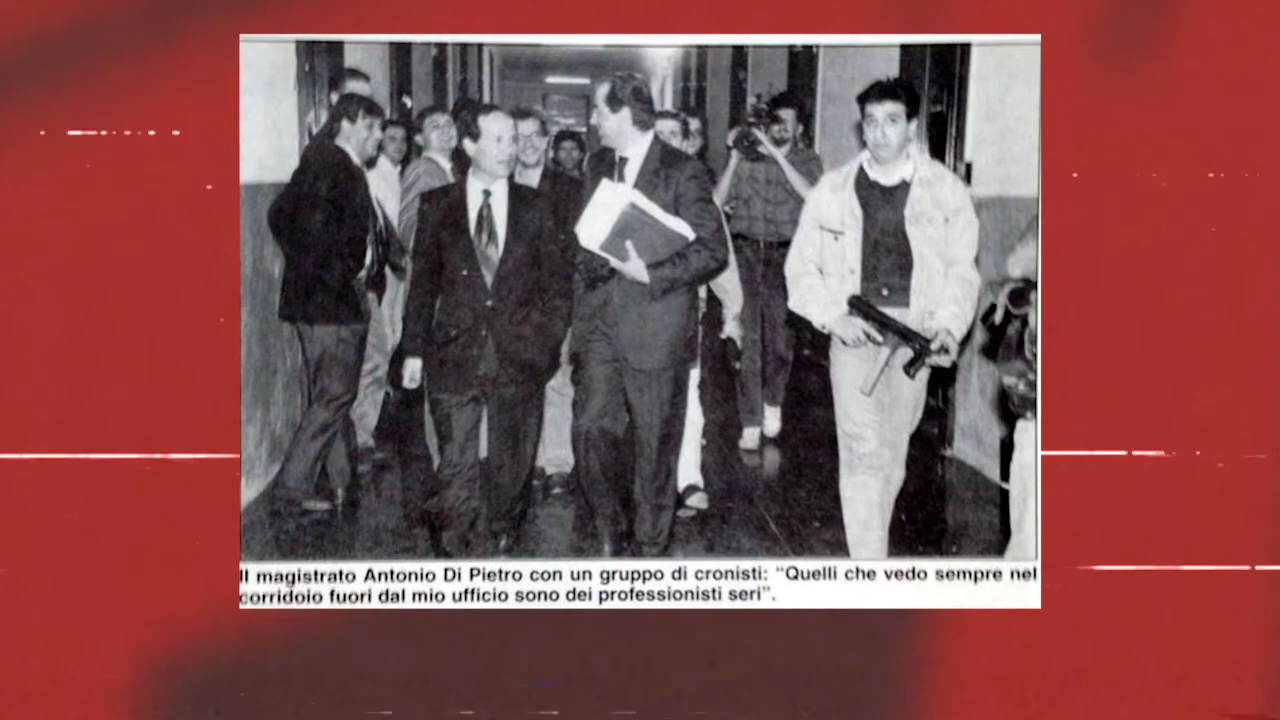 Il magistrato Antonio Di Pietro con un gruppo di cronisti: "Quelli che vedo sempre nel
corridoio fuori dal mio ufficio sono dei professionisti seri".